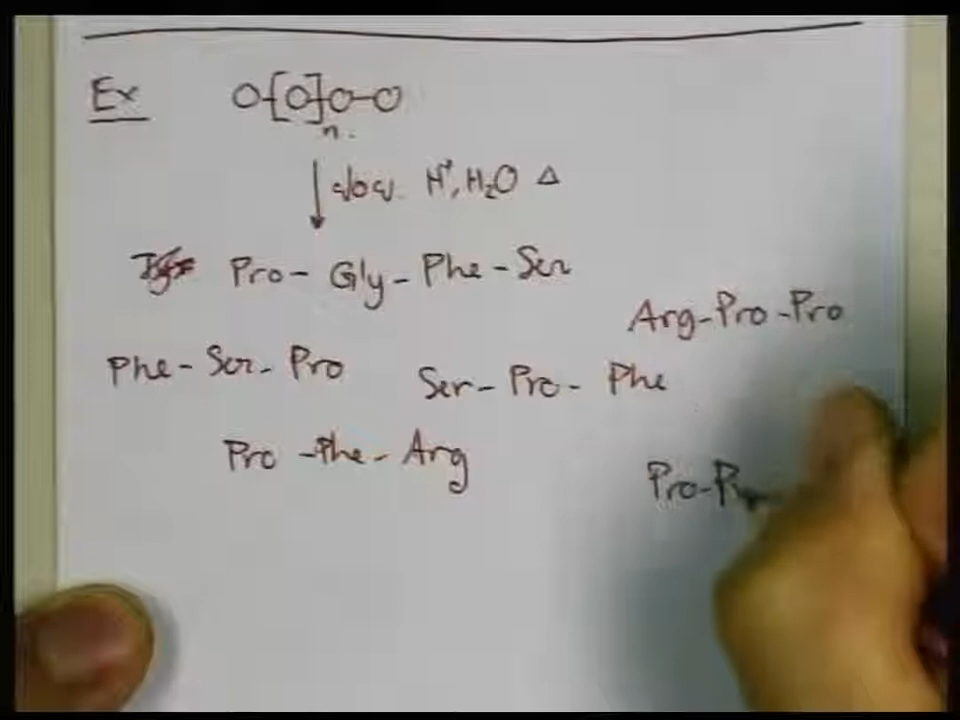 Ex O-[O]O-O
n.
↓ slow H⁺, H₂O Δ
Pro - Gly - Phe - Ser
Arg-Pro-Pro
Phe - Ser - Pro
Ser - Pro - Phe
Pro - Phe - Arg
Pro-P